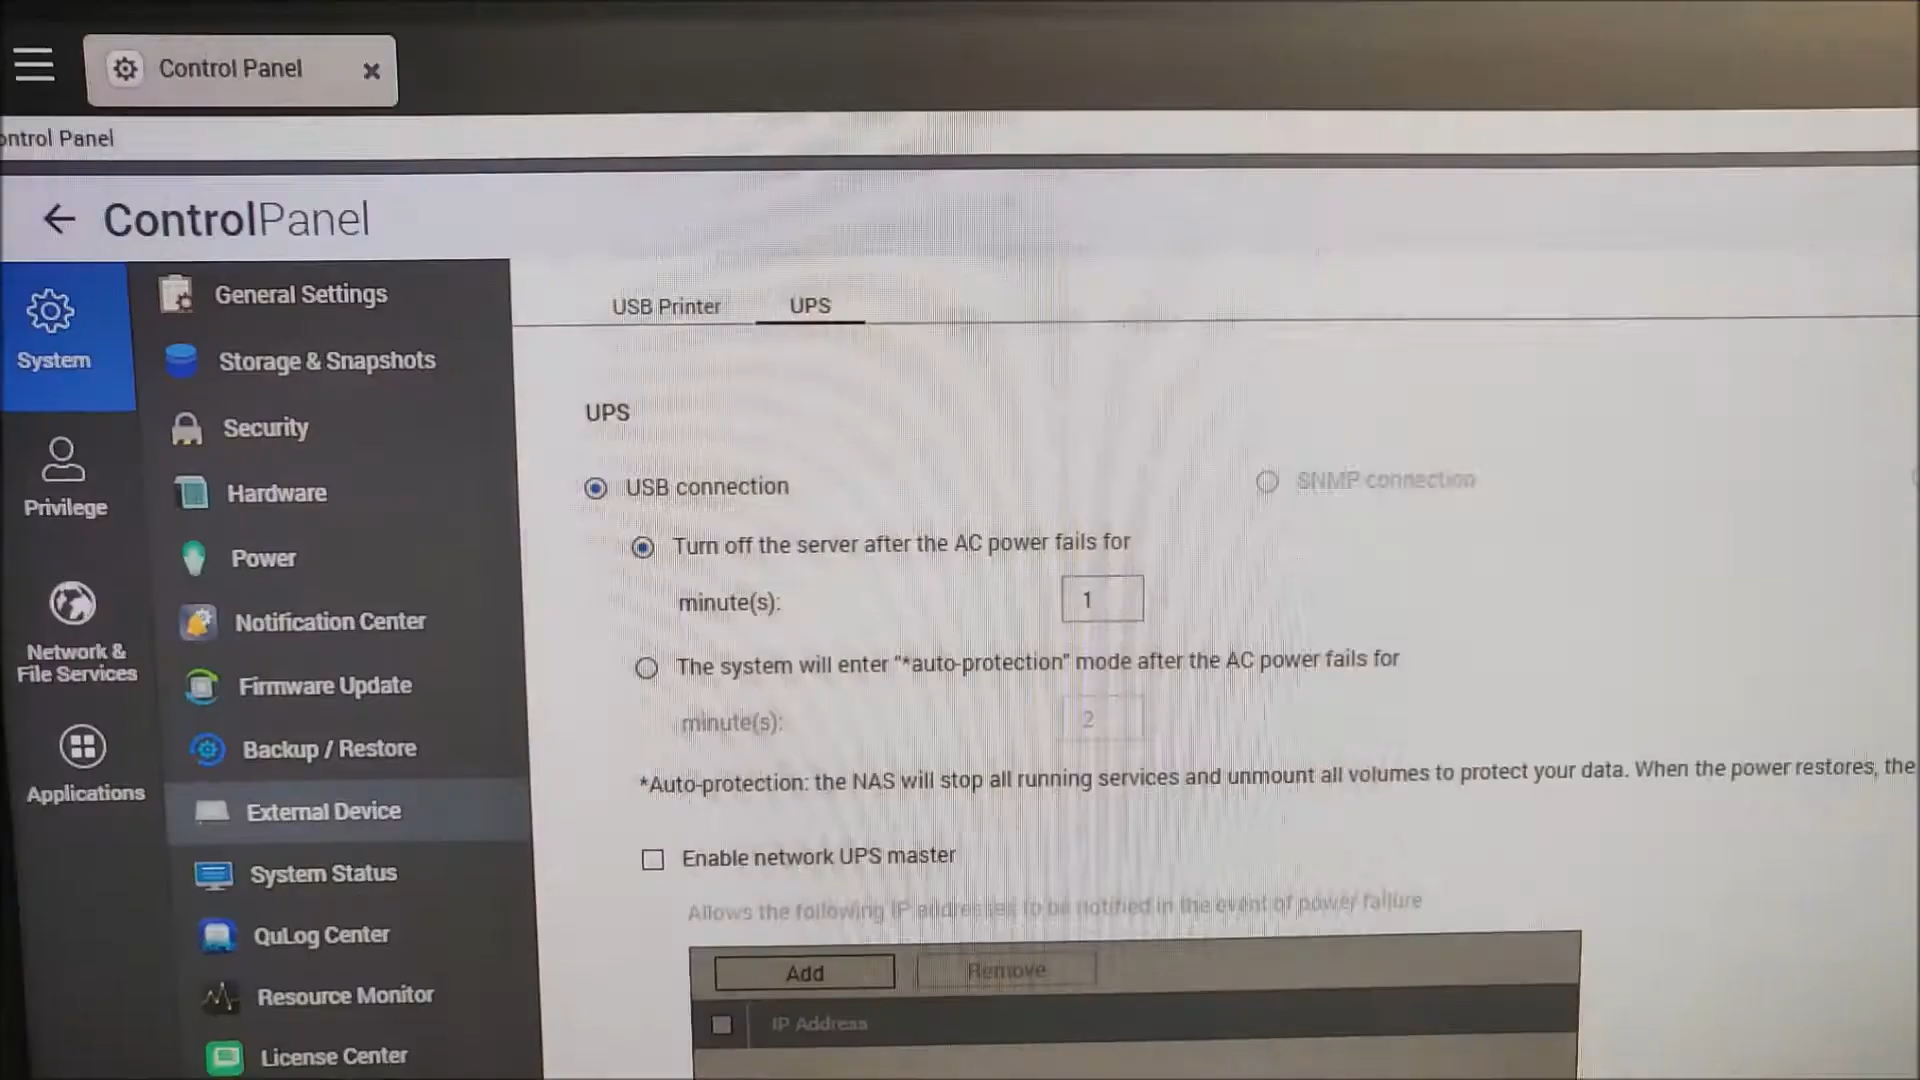 Control Panel
ontrol Panel
ControlPanel
System
Privilege
Network &
File Services
Applications
General Settings
Storage & Snapshots
Security
Hardware
Power
Notification Center
Firmware Update
Backup / Restore
External Device
System Status
QuLog Center
Resource Monitor
License Center
USB Printer
UPS
UPS
USB connection
SNMP connection
Turn off the server after the AC power fails for
minute(s):
1
The system will enter "*auto-protection" mode after the AC power fails for
minute(s):
2
*Auto-protection: the NAS will stop all running services and unmount all volumes to protect your data. When the power restores, the
Enable network UPS master
Allows the following IP addresses to be notified in the event of power failure
Add
Remove
IP Address